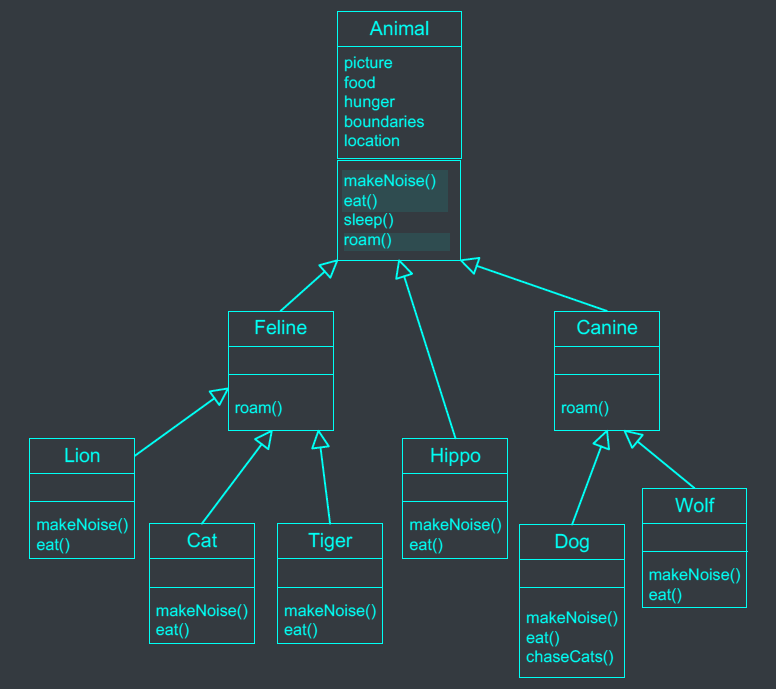 Animal
picture
food
hunger
boundaries
location
makeNoise()
eat()
sleep()
roam()
Feline
roam()
Canine
roam()
Lion
makeNoise()
eat()
Cat
makeNoise()
eat()
Tiger
makeNoise()
eat()
Hippo
makeNoise()
eat()
Dog
makeNoise()
eat()
chaseCats()
Wolf
makeNoise()
eat()